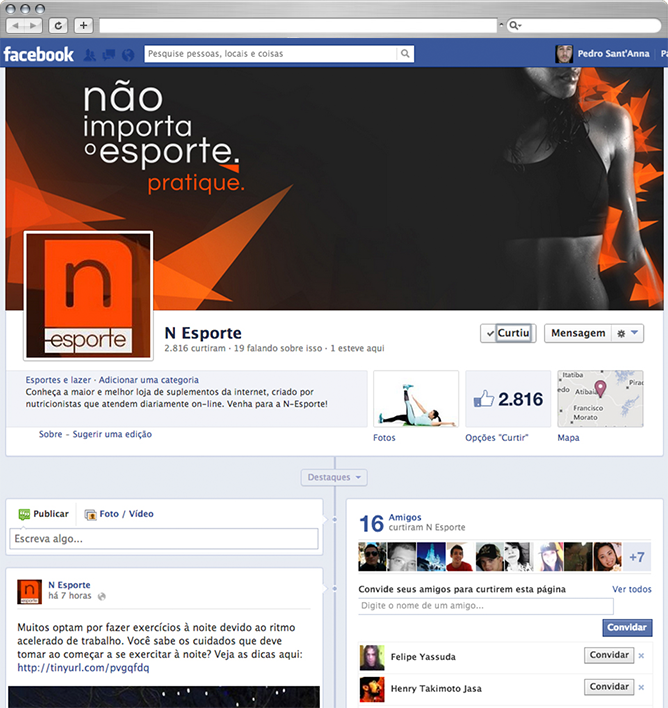 facebook
Pesquise pessoas, locais e coisas
Pedro Sant'Anna
não
importa
o esporte.
pratique.
n
esporte
N Esporte
2.816 curtiram · 19 falando sobre isso · 1 esteve aqui
Curtiu
Mensagem
Esportes e lazer · Adicionar uma categoria
Conheça a maior e melhor loja de suplementos da internet, criado por
nutricionistas que atendem diariamente on-line. Venha para a N-Esporte!
Sobre – Sugerir uma edição
2.816
Itatiba
Atibaia
Francisco
Morato
Fotos
Opções "Curtir"
Mapa
Destaques
Publicar
Foto / Vídeo
Escreva algo...
N Esporte
há 7 horas
Muitos optam por fazer exercícios à noite devido ao ritmo
acelerado de trabalho. Você sabe os cuidados que deve
tomar ao começar a se exercitar à noite? Veja as dicas aqui:
http://tinyurl.com/pvgqfdq
16 Amigos
curtiram N Esporte
+7
Convide seus amigos para curtirem esta página
Ver todos
Digite o nome de um amigo...
Convidar
Felipe Yassuda
Convidar
Henry Takimoto Jasa
Convidar